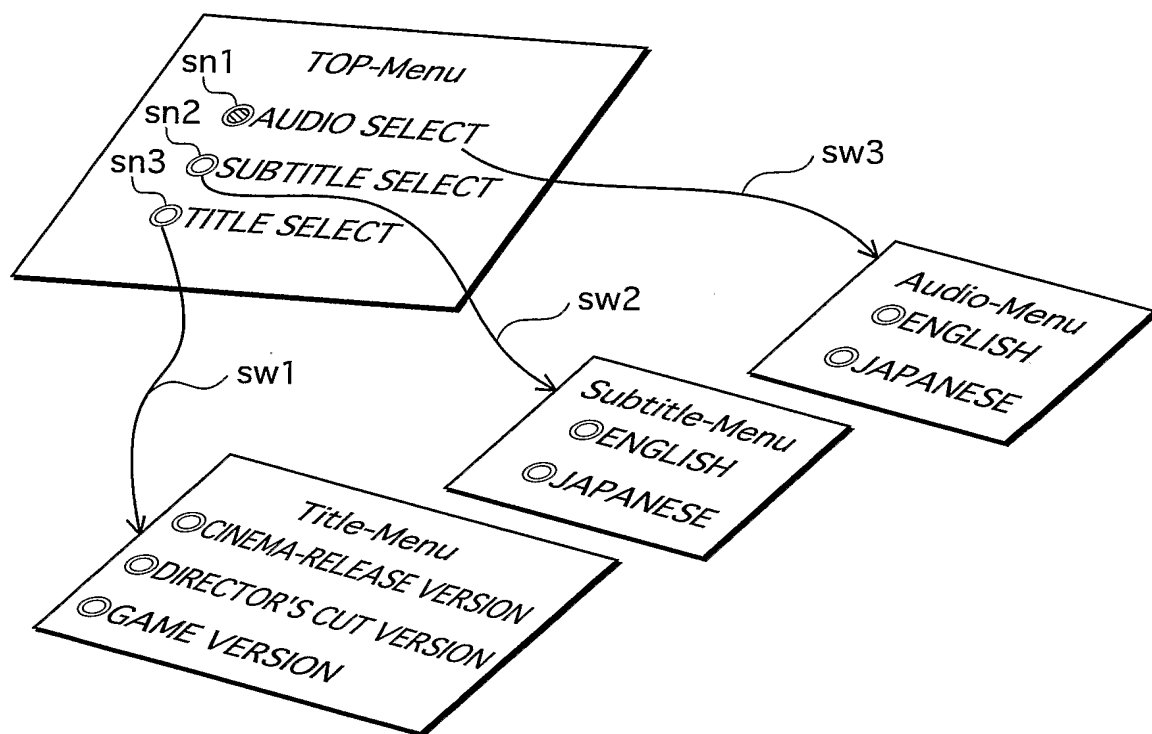 TOP-Menu
sn1
AUDIO SELECT
sn2
SUBTITLE SELECT
sn3
TITLE SELECT
sw3
sw2
sw1
Audio-Menu
ENGLISH
JAPANESE
Subtitle-Menu
ENGLISH
JAPANESE
Title-Menu
CINEMA-RELEASE VERSION
DIRECTOR'S CUT VERSION
GAME VERSION